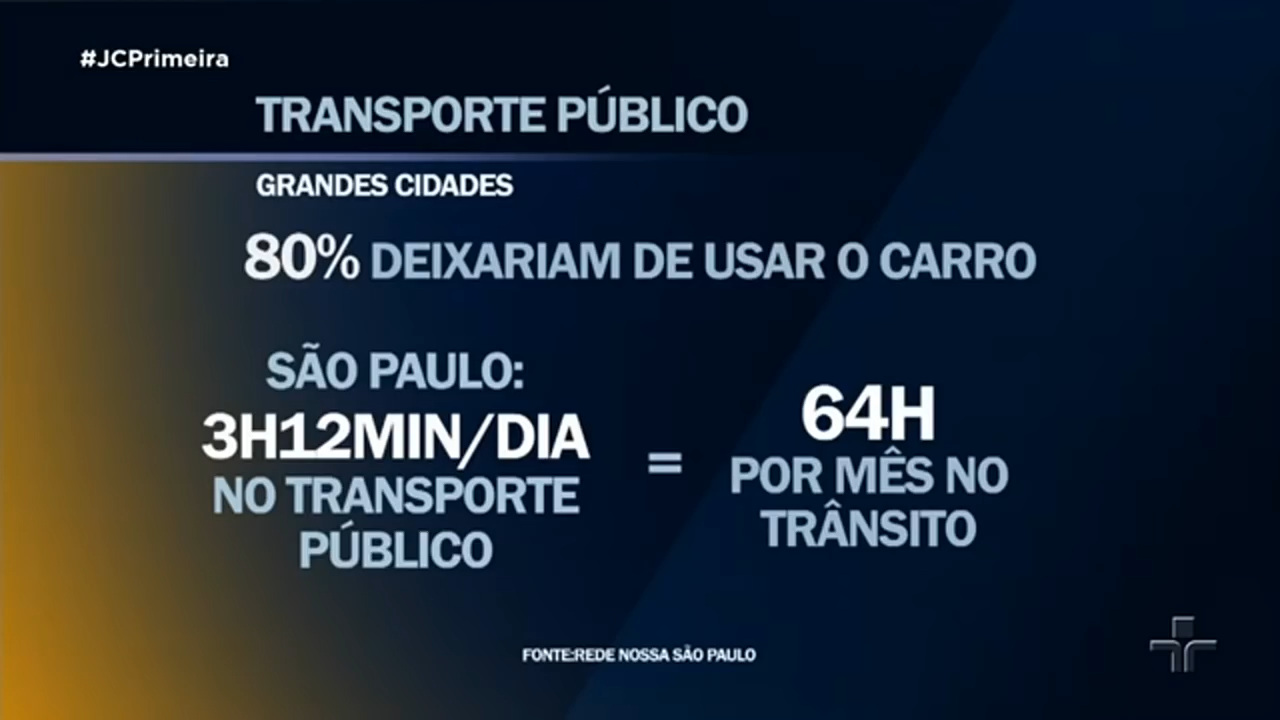 #JCPrimeira
TRANSPORTE PÚBLICO
GRANDES CIDADES
80% DEIXARIAM DE USAR O CARRO
SÃO PAULO:
3H12MIN/DIA
NO TRANSPORTE
PÚBLICO
=
64H
POR MÊS NO
TRÂNSITO
FONTE:REDE NOSSA SÃO PAULO